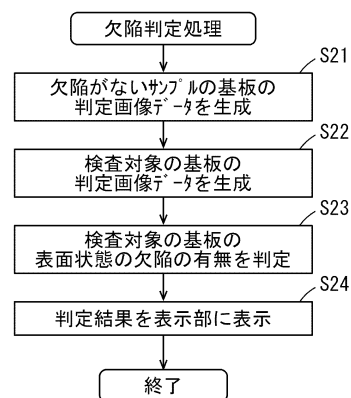 欠陥判定処理
S21
欠陥がないサンプルの基板の
判定画像データを生成
S22
検査対象の基板の
判定画像データを生成
S23
検査対象の基板の
表面状態の欠陥の有無を判定
S24
判定結果を表示部に表示
終了